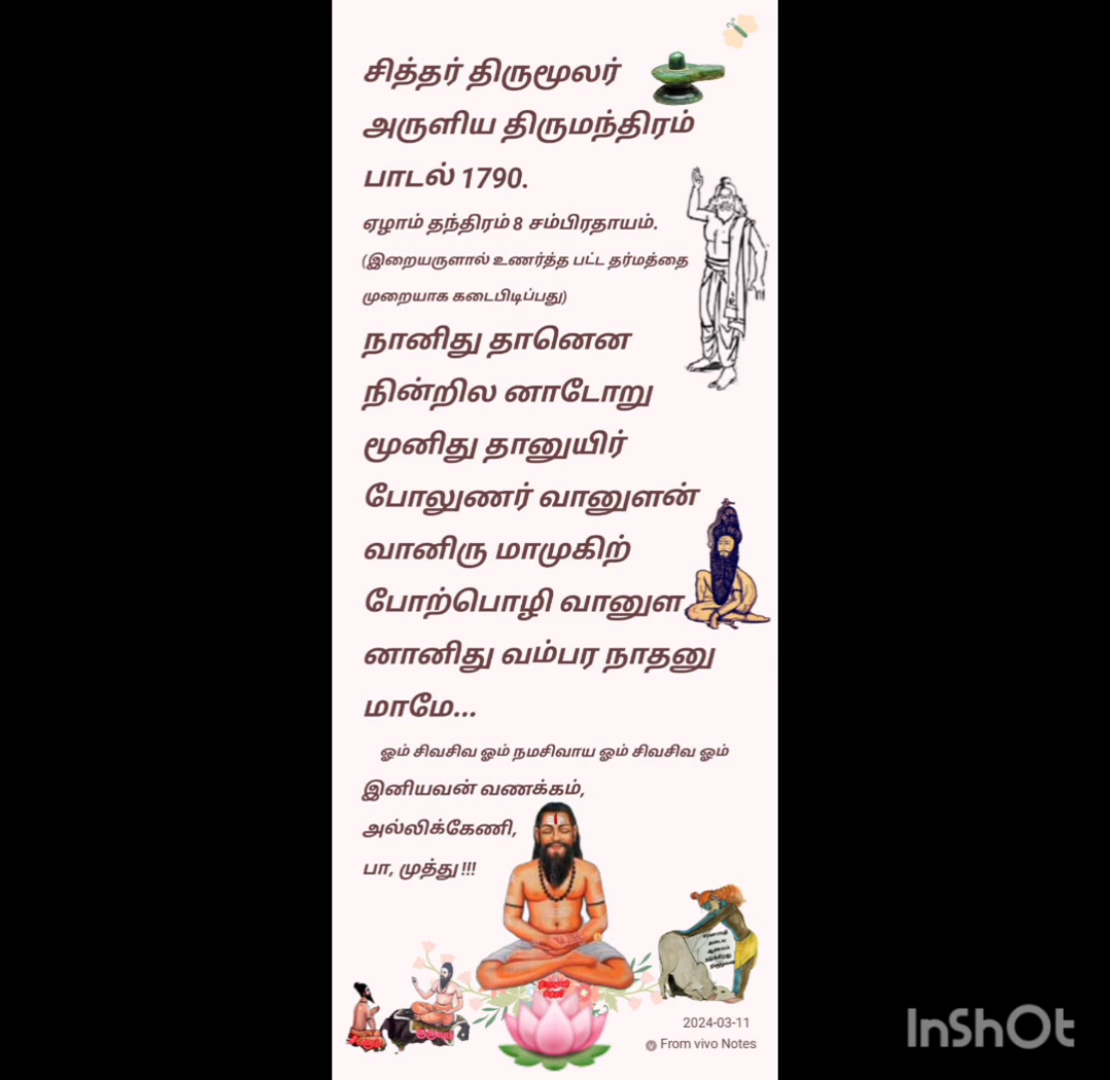 சித்தர் திருமூலர்
அருளிய திருமந்திரம்
பாடல் 1790.
ஏழாம் தந்திரம் 8 சம்பிரதாயம்.
(இறையருளால் உணர்த்த பட்ட தர்மத்தை
முறையாக கடைபிடிப்பது)
நானிது தானென
நின்றில னாடோறு
மூனிது தானுயிர்
போலுணர் வானுளன்
வானிரு மாமுகிற்
போற்பொழி வானுள
னானிது வம்பர நாதனு
மாமே...
ஓம் சிவசிவ ஓம் நமசிவாய ஓம் சிவசிவ ஓம்
இனியவன் வணக்கம்,
அல்லிக்கேணி,
பா, முத்து !!!
2024-03-11
From vivo Notes
InShOt